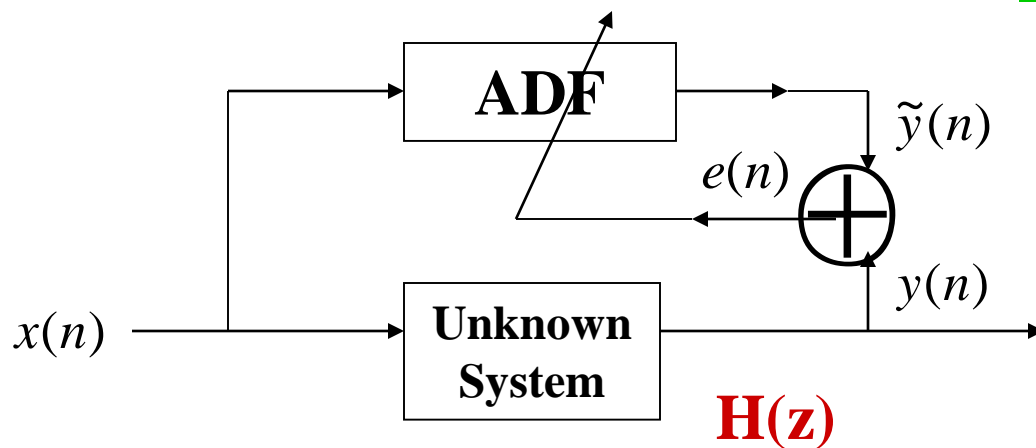 ADF
ỹ(n)
e(n)
y(n)
x(n)
Unknown
System
H(z)